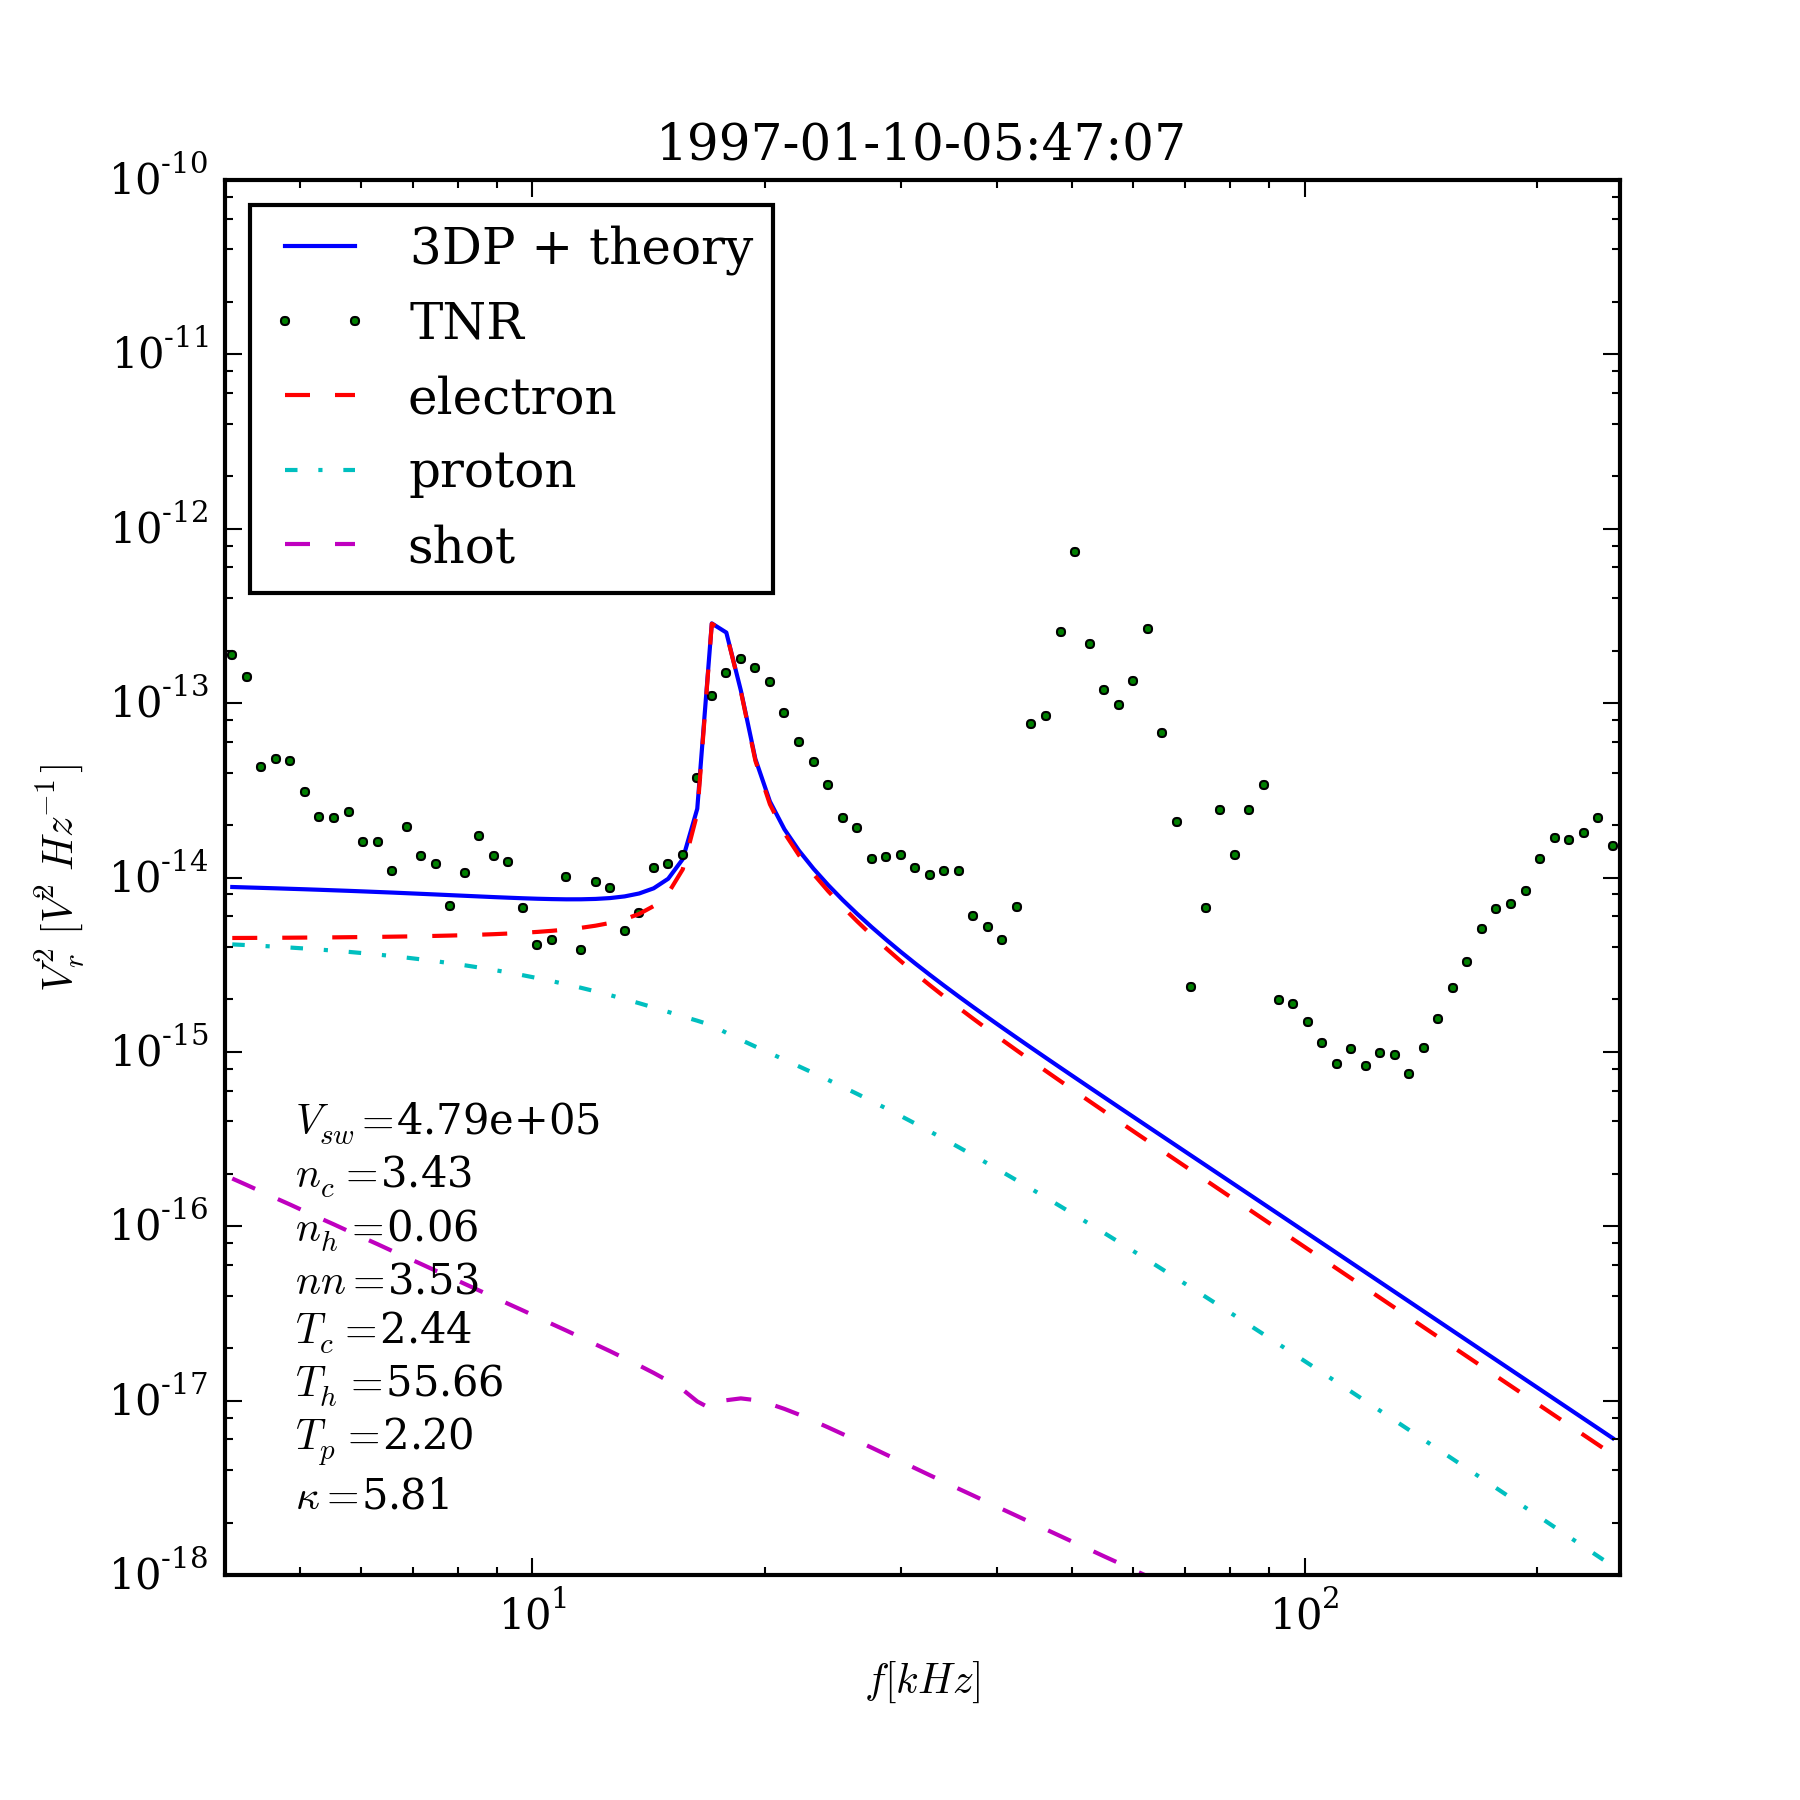 1997-01-10-05:47:07
10^-10
10^-11
10^-12
10^-13
10^-14
10^-15
10^-16
10^-17
10^-18
V_r^2 [V^2 Hz^−1]
3DP + theory
TNR
electron
proton
shot
V_sw =4.79e+05
n_c =3.43
n_h =0.06
nn =3.53
T_c =2.44
T_h =55.66
T_p =2.20
κ =5.81
10^1 10^2
f[kHz]